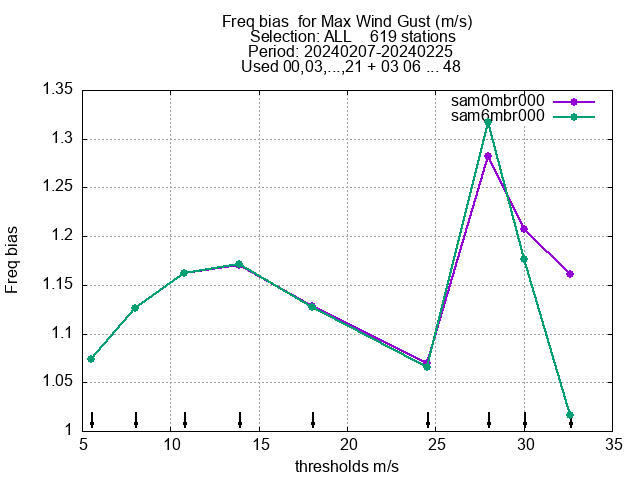 Freq bias  for Max Wind Gust (m/s)
Selection: ALL    619 stations
Period: 20240207-20240225
Used 00,03,...,21 + 03 06 ... 48
sam0mbr000
sam6mbr000
1.35
1.3
1.25
1.2
1.15
1.1
1.05
1
Freq bias
5
10
15
20
25
30
35
thresholds m/s